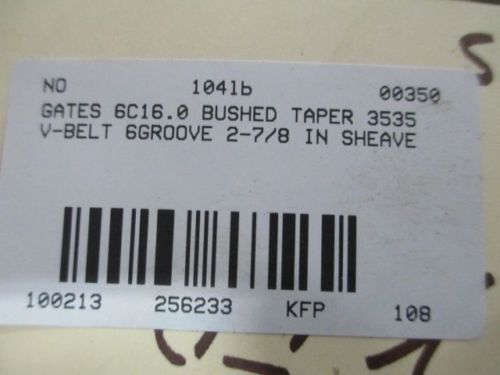 NO 104lb 00350
GATES 6C16.0 BUSHED TAPER 3535
V-BELT 6GROOVE 2-7/8 IN SHEAVE
100213 256233 KFP 108
S